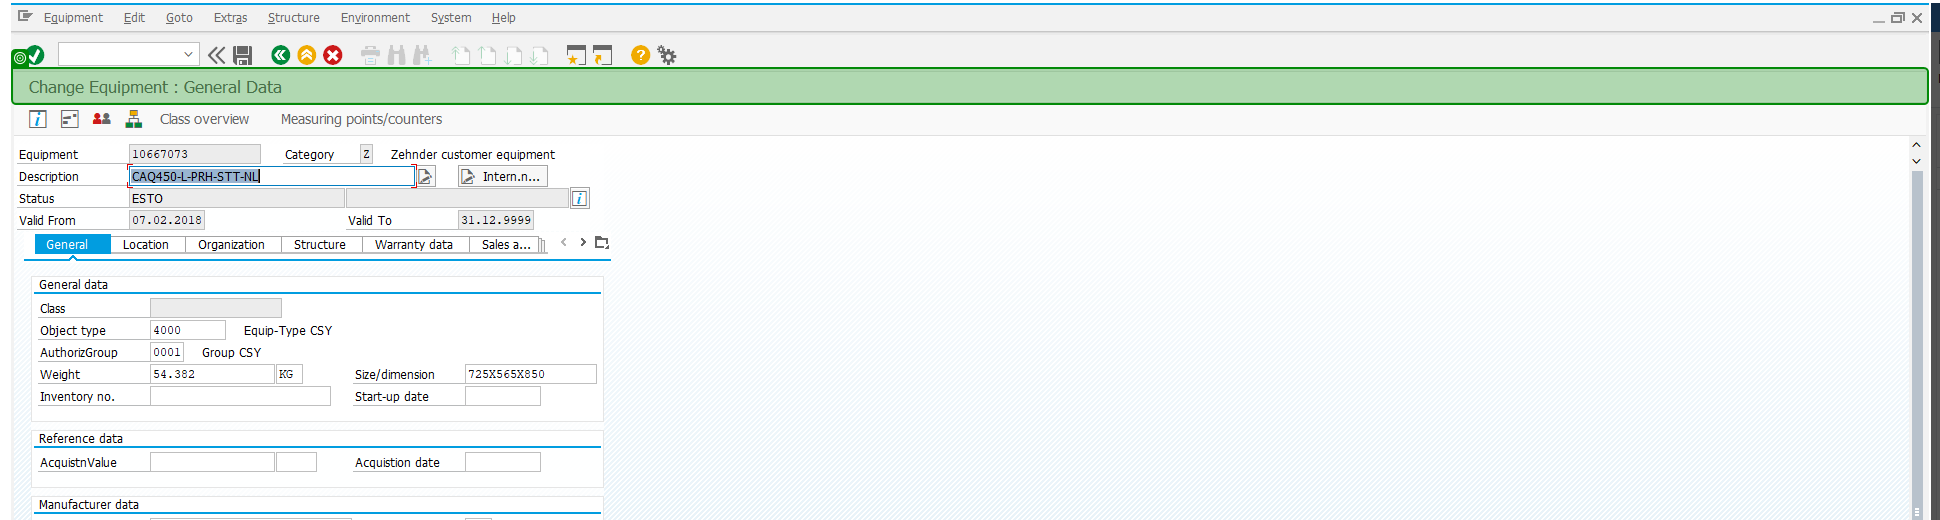 Equipment Edit Goto Extras Structure Environment System Help
Change Equipment : General Data
Class overview Measuring points/counters
Equipment 10667073 Category Z Zehnder customer equipment
Description CAQ450-L-PRH-STT-NL Intern.n...
Status ESTO
Valid From 07.02.2018 Valid To 31.12.9999
General Location Organization Structure Warranty data Sales a...
General data
Class
Object type 4000 Equip-Type CSY
AuthorizGroup 0001 Group CSY
Weight 54.382 KG Size/dimension 725X565X850
Inventory no. Start-up date
Reference data
AcquistnValue Acquistion date
Manufacturer data